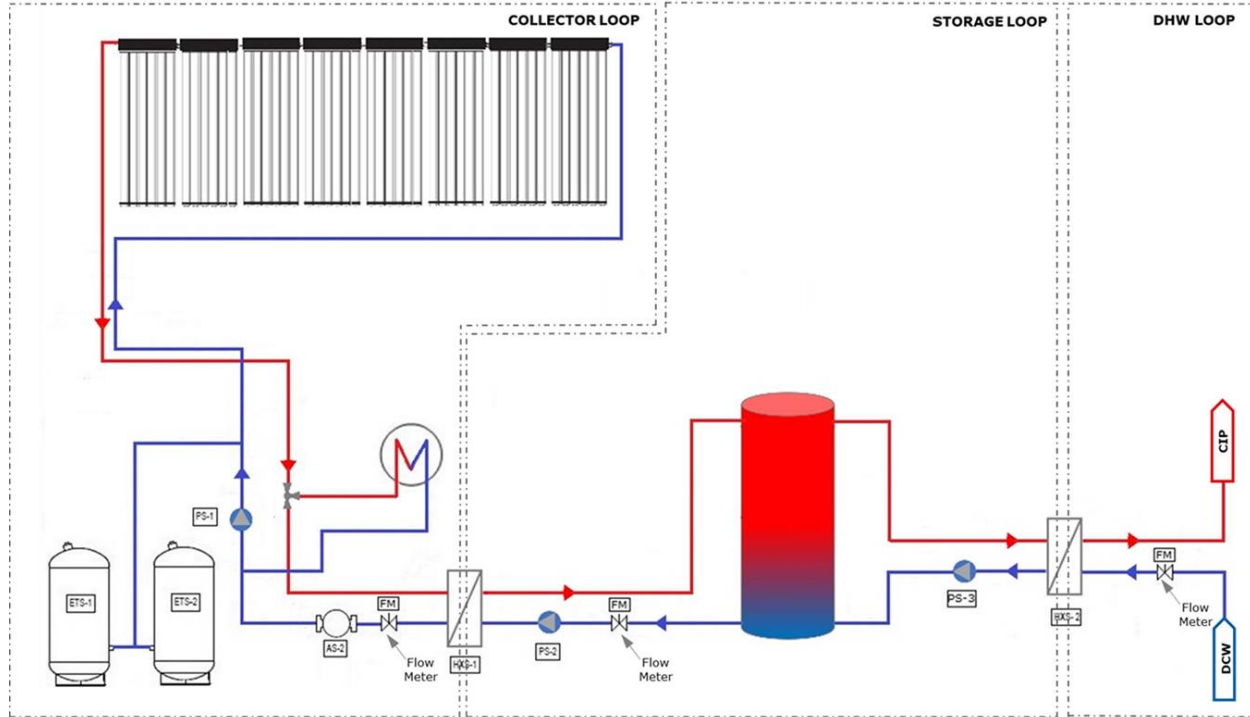 COLLECTOR LOOP
STORAGE LOOP
DHW LOOP
CIP
PS-1
ETS-1
ETS-2
AS-2
FM
Flow
Meter
HXS-1
PS-2
FM
Flow
Meter
PS-3
HXS-2
FM
Flow
Meter
DCW